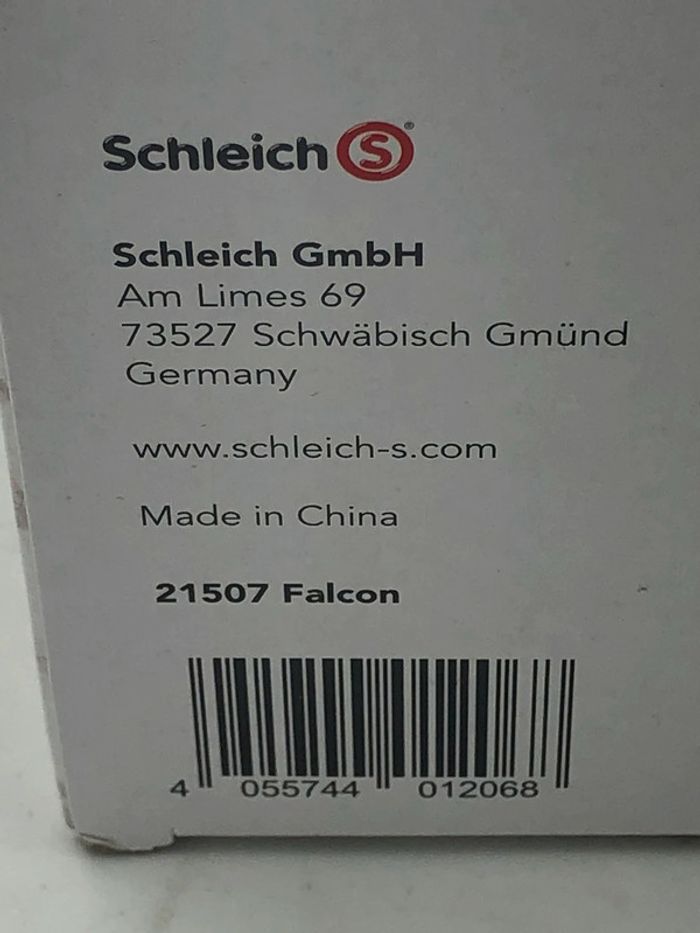 Schleich S®
Schleich GmbH
Am Limes 69
73527 Schwäbisch Gmünd
Germany
www.schleich-s.com
Made in China
21507 Falcon
4 055744 012068